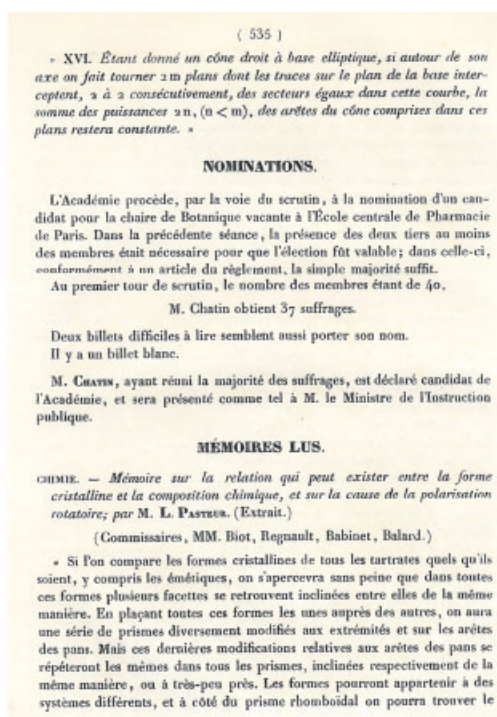 ( 535 )
» XVI. Étant donné un cône droit à base elliptique, si autour de son
axe on fait tourner 2m plans dont les traces sur le plan de la base inter-
ceptent, 2 à 2 consécutivement, des secteurs égaux dans cette courbe, la
somme des puissances 2n, (n < m), des arêtes du cône comprises dans ces
plans restera constante. »
NOMINATIONS.
L'Académie procède, par la voie du scrutin, à la nomination d'un can-
didat pour la chaire de Botanique vacante à l'École centrale de Pharmacie
de Paris. Dans la précédente séance, la présence des deux tiers au moins
des membres était nécessaire pour que l'élection fût valable; dans celle-ci,
conformément à un article du règlement, la simple majorité suffit.
Au premier tour de scrutin, le nombre des membres étant de 40,
M. Chatin obtient 37 suffrages.
Deux billets difficiles à lire semblent aussi porter son nom.
Il y a un billet blanc.
M. CHATIN, ayant réuni la majorité des suffrages, est déclaré candidat de
l'Académie, et sera présenté comme tel à M. le Ministre de l'Instruction
publique.
MÉMOIRES LUS.
CHIMIE. — Mémoire sur la relation qui peut exister entre la forme
cristalline et la composition chimique, et sur la cause de la polarisation
rotatoire; par M. L. PASTEUR. (Extrait.)
(Commissaires, MM. Biot, Regnault, Babinet, Balard.)
« Si l'on compare les formes cristallines de tous les tartrates quels qu'ils
soient, y compris les émétiques, on s'apercevra sans peine que dans toutes
ces formes plusieurs facettes se retrouvent inclinées entre elles de la même
manière. En plaçant toutes ces formes les unes auprès des autres, on aura
une série de prismes diversement modifiés aux extrémités et sur les arêtes
des pans. Mais ces dernières modifications relatives aux arêtes des pans se
répéteront les mêmes dans tous les prismes, inclinées respectivement de la
même manière, ou à très-peu près. Les formes pourront appartenir à des
systèmes différents, et à côté du prisme rhomboïdal on pourra trouver le